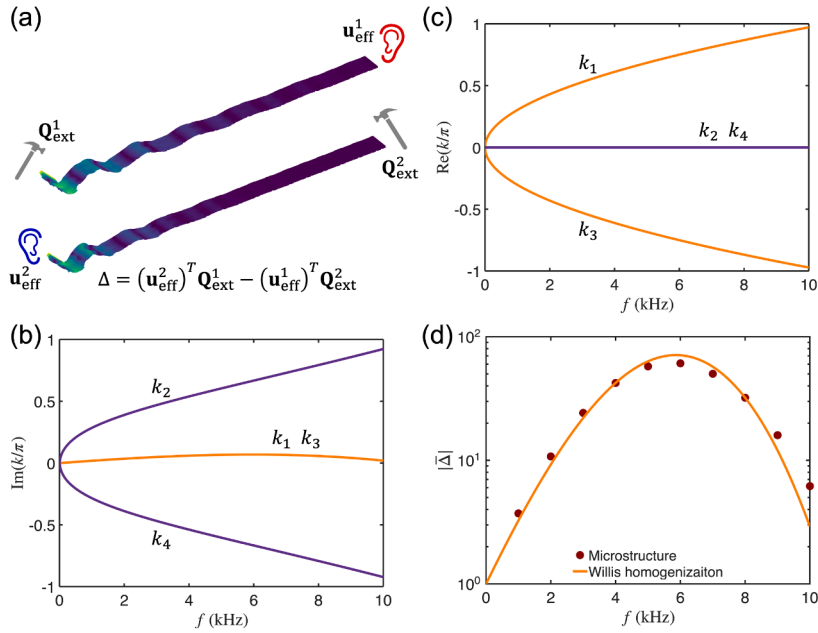 (a)
u¹eff
Q¹ext
Q²ext
u²eff
Δ = (u²eff)ᵀ Q¹ext − (u¹eff)ᵀ Q²ext
(c)
1
0.5
0
-0.5
-1
Re(k/π)
k₁
k₂ k₄
k₃
0 2 4 6 8 10
f (kHz)
(b)
1
0.5
0
-0.5
-1
Im(k/π)
k₂
k₁ k₃
k₄
0 2 4 6 8 10
f (kHz)
(d)
10²
10¹
10⁰
|Δ̄|
Microstructure
Willis homogenizaiton
0 2 4 6 8 10
f (kHz)